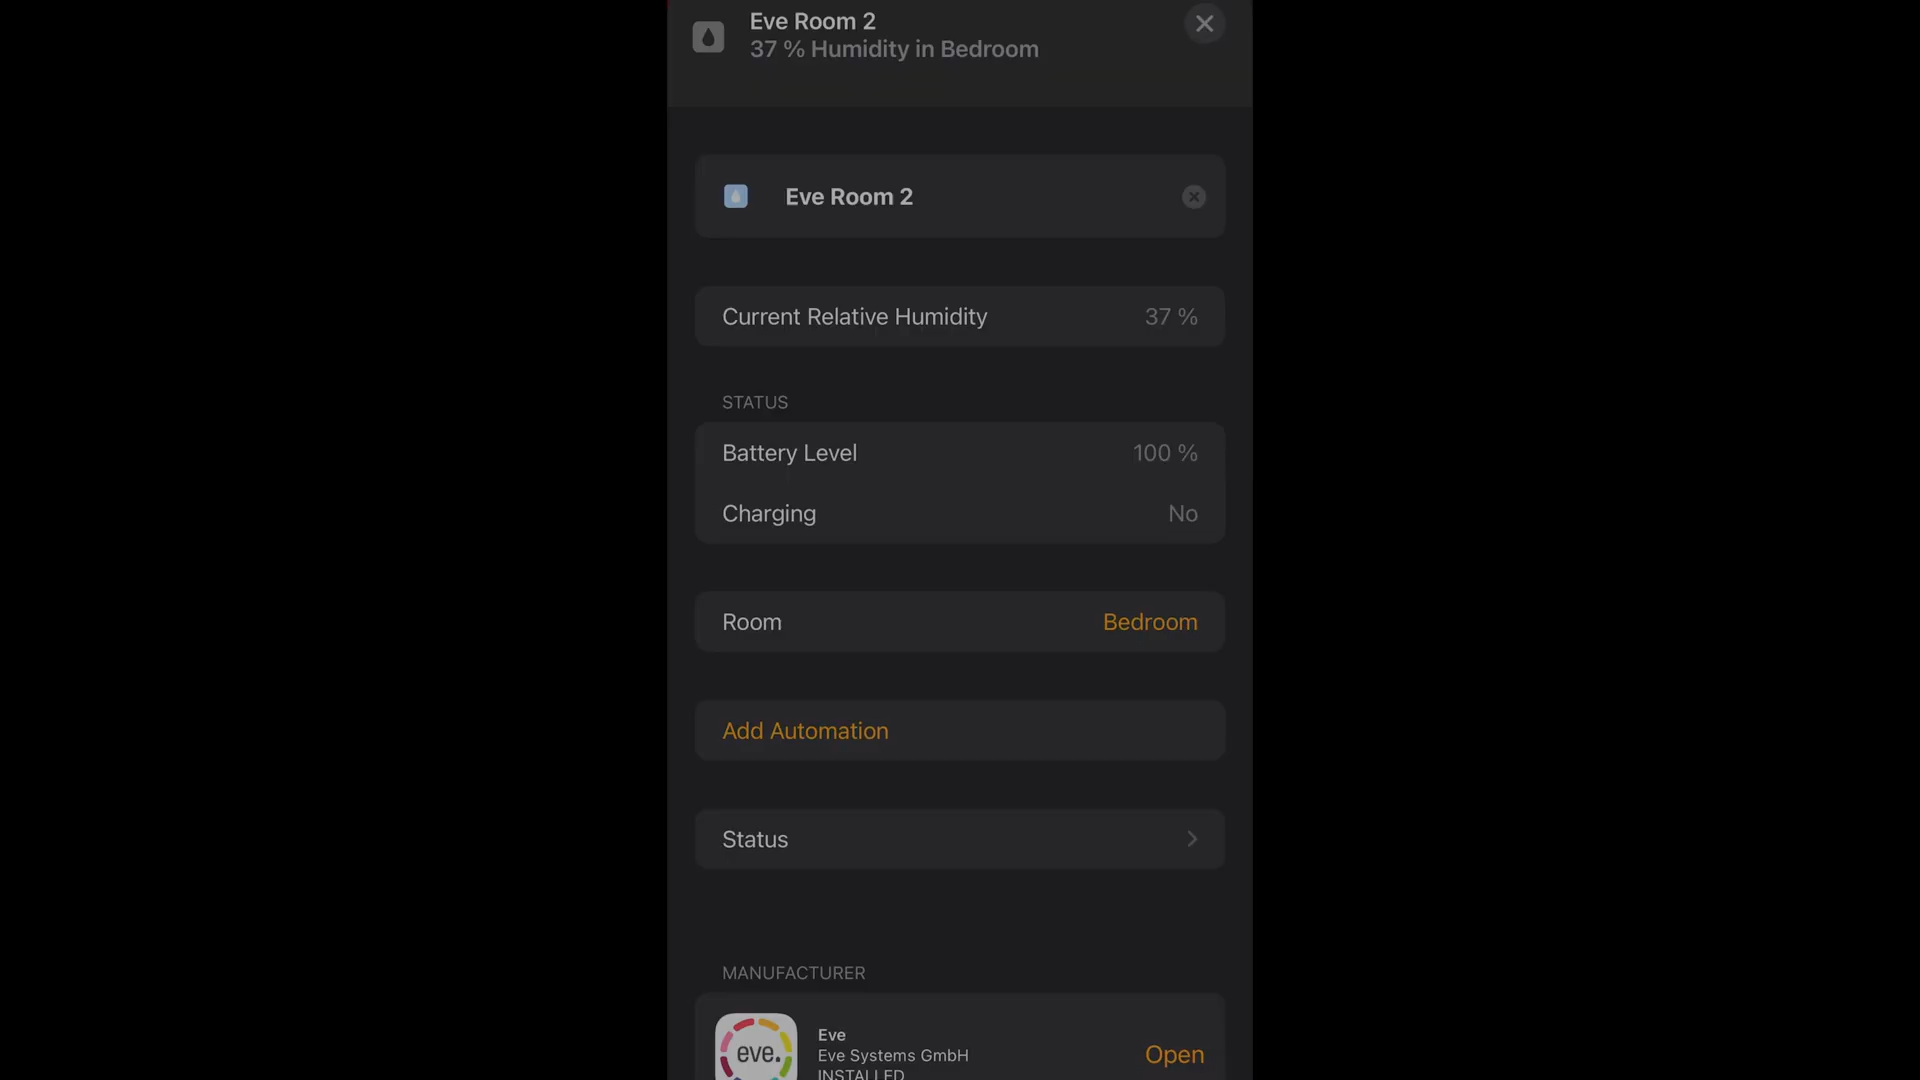 Eve Room 2
37 % Humidity in Bedroom
Eve Room 2
Current Relative Humidity 37 %
STATUS
Battery Level 100 %
Charging No
Room Bedroom
Add Automation
Status
MANUFACTURER
eve.
Eve
Eve Systems GmbH
Open
INSTALLED